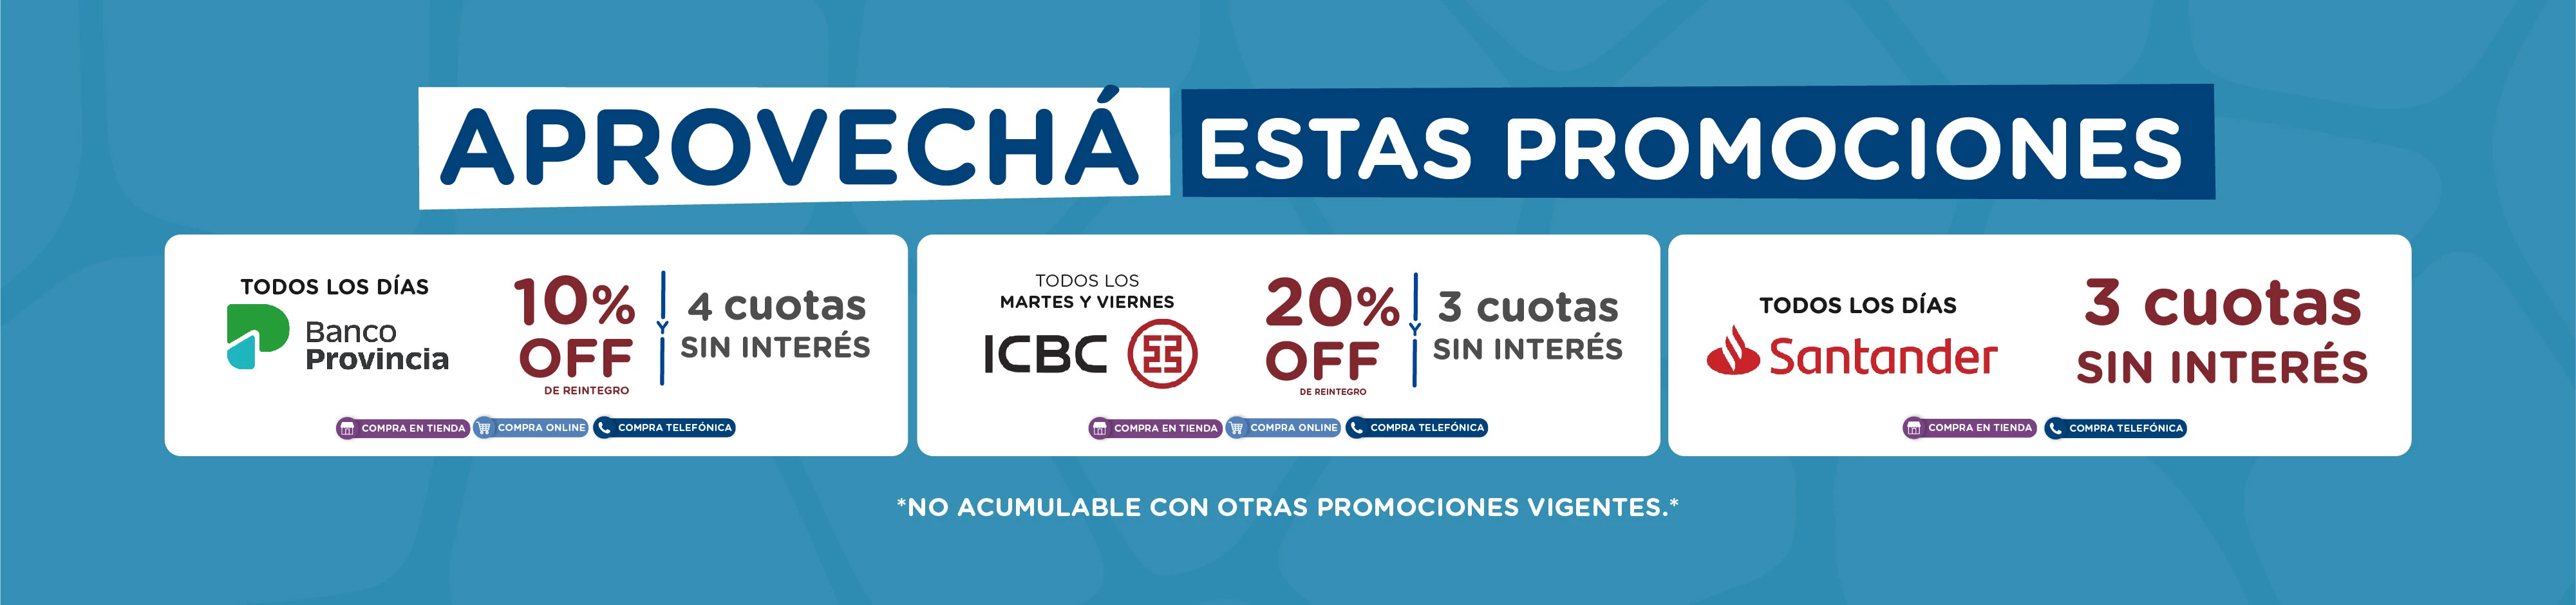 APROVECHÁ ESTAS PROMOCIONES
TODOS LOS DÍAS
Banco
Provincia
10%
OFF
DE REINTEGRO
Y
4 cuotas
SIN INTERÉS
COMPRA EN TIENDA COMPRA ONLINE COMPRA TELEFÓNICA
TODOS LOS
MARTES Y VIERNES
ICBC
20%
OFF
DE REINTEGRO
Y
3 cuotas
SIN INTERÉS
COMPRA EN TIENDA COMPRA ONLINE COMPRA TELEFÓNICA
TODOS LOS DÍAS
Santander
3 cuotas
SIN INTERÉS
COMPRA EN TIENDA COMPRA TELEFÓNICA
*NO ACUMULABLE CON OTRAS PROMOCIONES VIGENTES.*